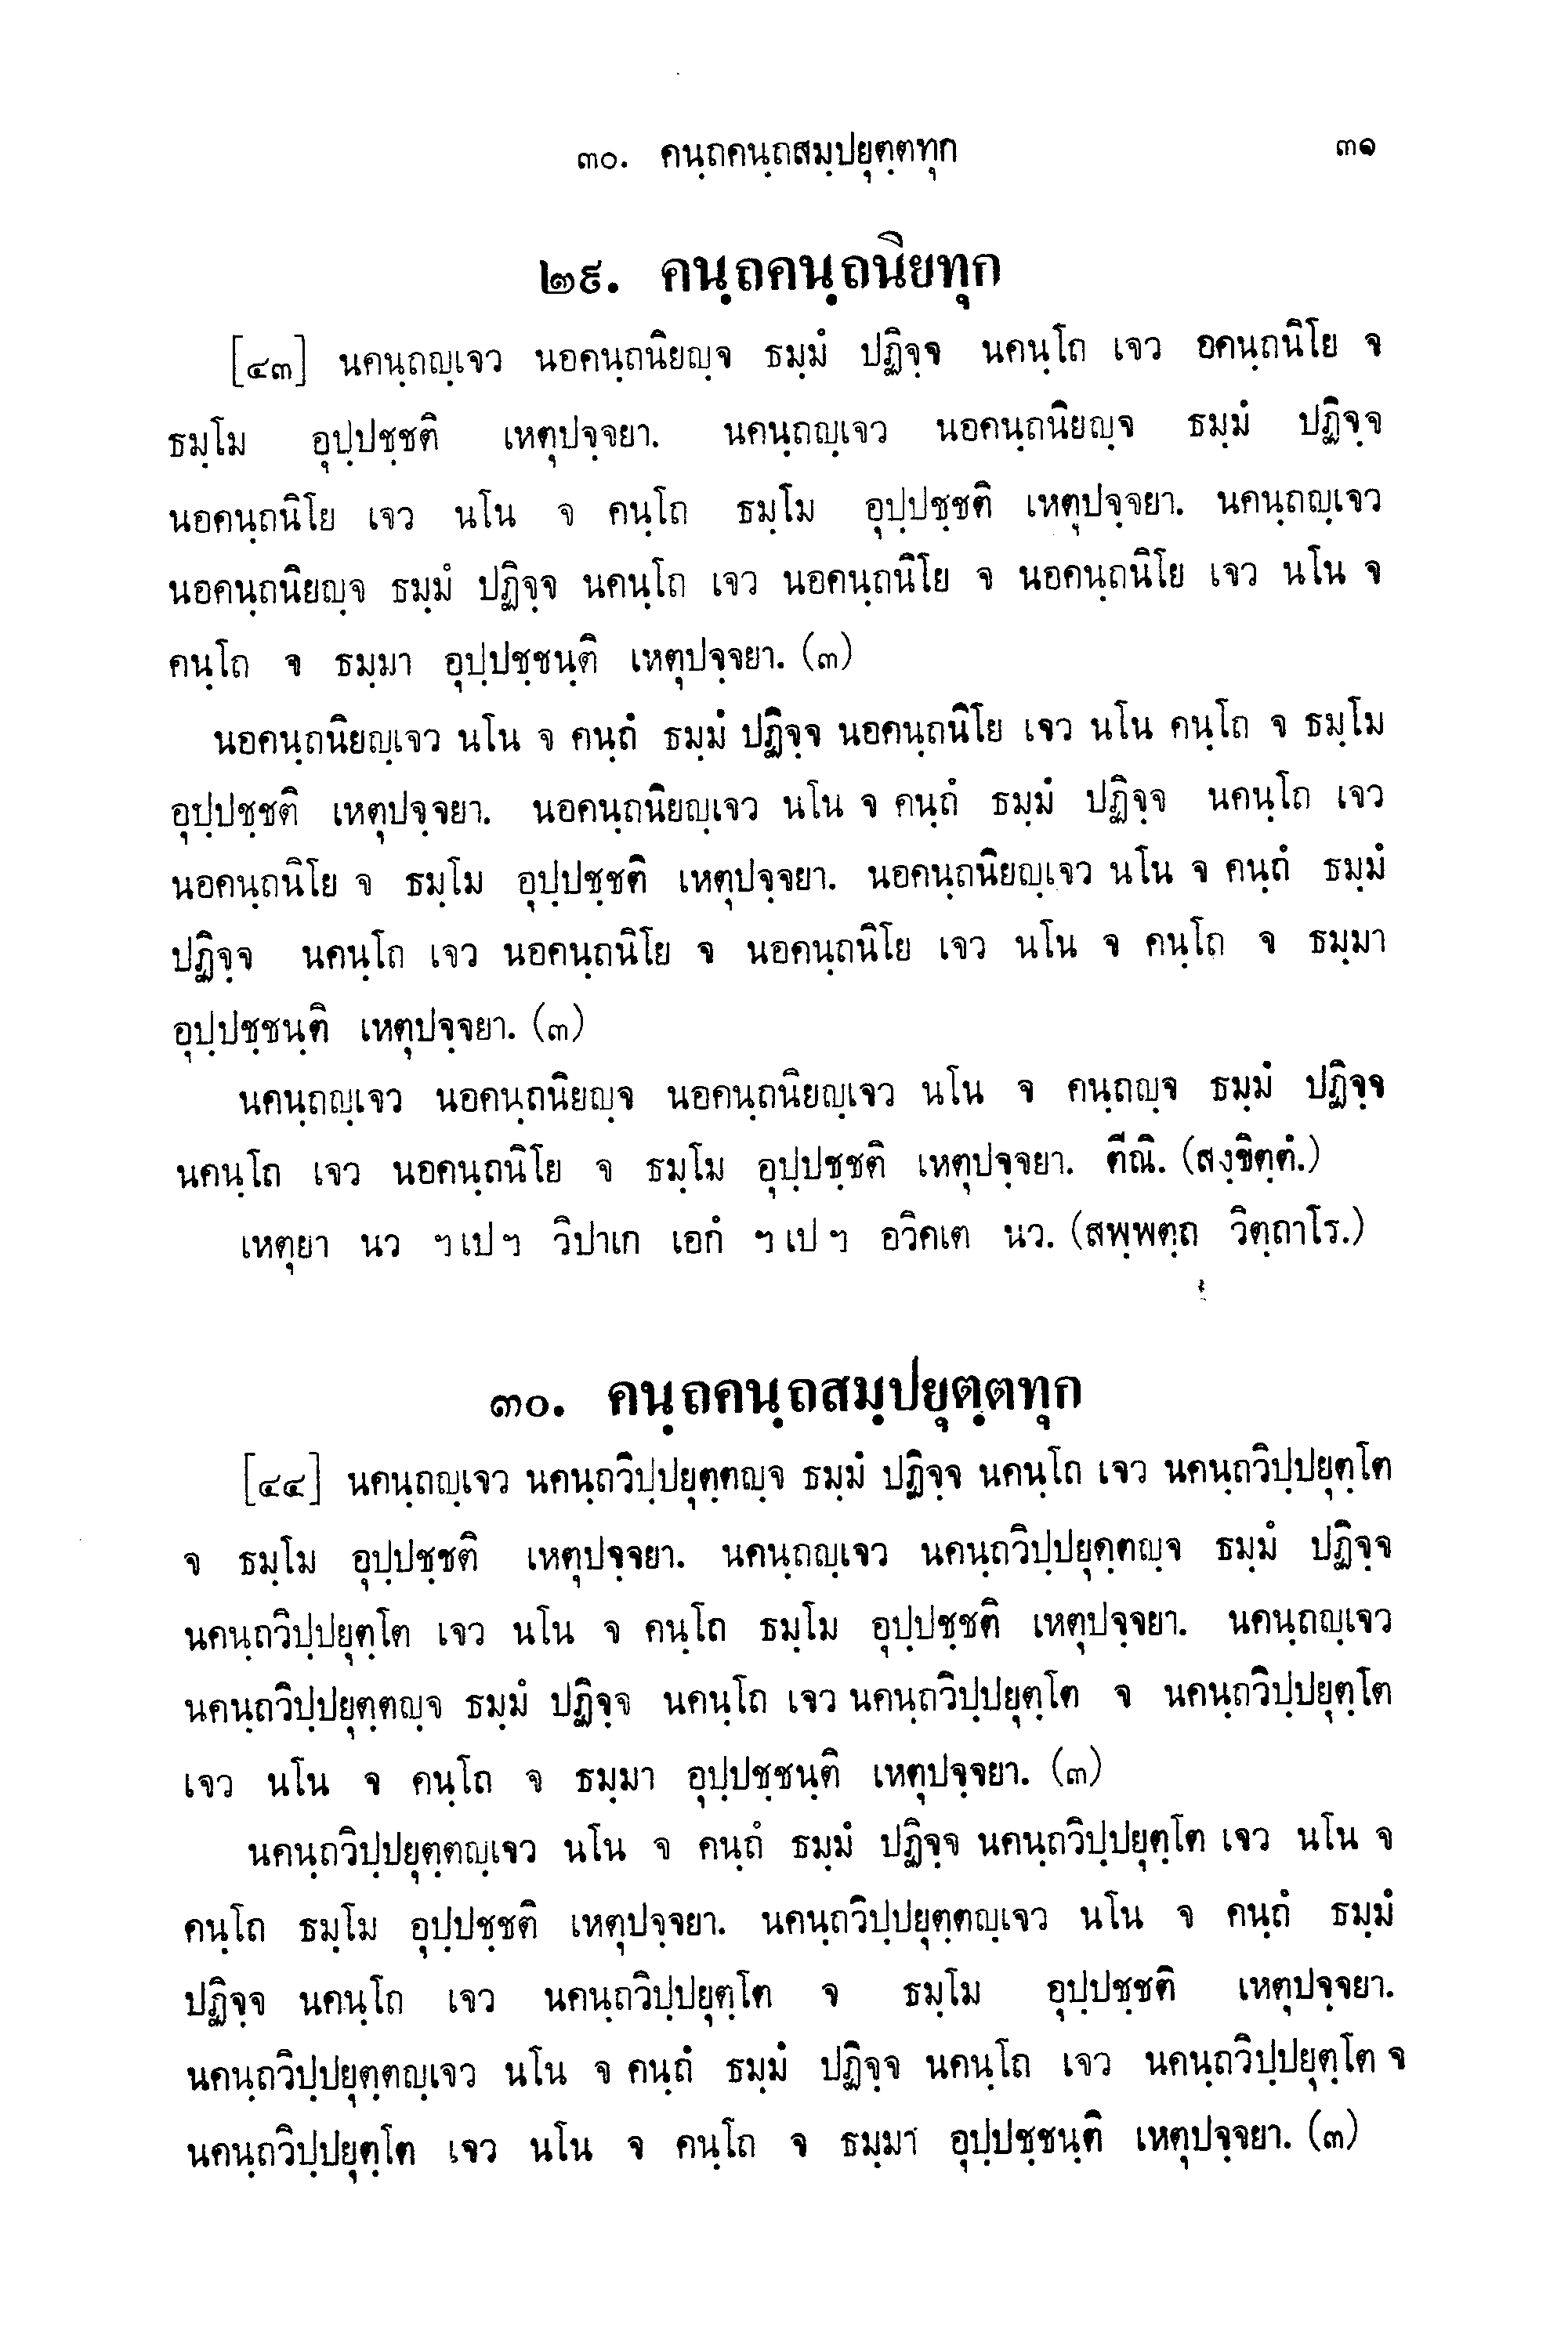 ๓๐. คนฺถคนฺถสมฺปยุตฺตทุก ๓๑
๒๙. คนฺถคนฺถนิยทุก
[๔๓] นคนฺถญฺเจว นอคนฺถนิยญฺจ ธมฺมํ ปฏิจฺจ นคนฺโถ เจว อคนฺถนิโย จ
ธมฺโม อุปฺปชฺชติ เหตุปจฺจยา. นคนฺถญฺเจว นอคนฺถนิยญฺจ ธมฺมํ ปฏิจฺจ
นอคนฺถนิโย เจว นโน จ คนฺโถ ธมฺโม อุปฺปชฺชติ เหตุปจฺจยา. นคนฺถญฺเจว
นอคนฺถนิยญฺจ ธมฺมํ ปฏิจฺจ นคนฺโถ เจว นอคนฺถนิโย จ นอคนฺถนิโย เจว นโน จ
คนฺโถ จ ธมฺมา อุปฺปชฺชนฺติ เหตุปจฺจยา. (๓)
นอคนฺถนิยญฺเจว นโน จ คนฺถํ ธมฺมํ ปฏิจฺจ นอคนฺถนิโย เจว นโน คนฺโถ จ ธมฺโม
อุปฺปชฺชติ เหตุปจฺจยา. นอคนฺถนิยญฺเจว นโน จ คนฺถํ ธมฺมํ ปฏิจฺจ นคนฺโถ เจว
นอคนฺถนิโย จ ธมฺโม อุปฺปชฺชติ เหตุปจฺจยา. นอคนฺถนิยญฺเจว นโน จ คนฺถํ ธมฺมํ
ปฏิจฺจ นคนฺโถ เจว นอคนฺถนิโย จ นอคนฺถนิโย เจว นโน จ คนฺโถ จ ธมฺมา
อุปฺปชฺชนฺติ เหตุปจฺจยา. (๓)
นคนฺถญฺเจว นอคนฺถนิยญฺจ นอคนฺถนิยญฺเจว นโน จ คนฺถญฺจ ธมฺมํ ปฏิจฺจ
นคนฺโถ เจว นอคนฺถนิโย จ ธมฺโม อุปฺปชฺชติ เหตุปจฺจยา. ตีณิ. (สงฺขิตฺตํ.)
เหตุยา นว ฯ เป ฯ วิปาเก เอกํ ฯ เป ฯ อวิคเต นว. (สพฺพตฺถ วิตฺถาโร.)
๓๐. คนฺถคนฺถสมฺปยุตฺตทุก
[๔๔] นคนฺถญฺเจว นคนฺถวิปฺปยุตฺตญฺจ ธมฺมํ ปฏิจฺจ นคนฺโถ เจว นคนฺถวิปฺปยุตฺโต
จ ธมฺโม อุปฺปชฺชติ เหตุปจฺจยา. นคนฺถญฺเจว นคนฺถวิปฺปยุตฺตญฺจ ธมฺมํ ปฏิจฺจ
นคนฺถวิปฺปยุตฺโต เจว นโน จ คนฺโถ ธมฺโม อุปฺปชฺชติ เหตุปจฺจยา. นคนฺถญฺเจว
นคนฺถวิปฺปยุตฺตญฺจ ธมฺมํ ปฏิจฺจ นคนฺโถ เจว นคนฺถวิปฺปยุตฺโต จ นคนฺถวิปฺปยุตฺโต
เจว นโน จ คนฺโถ จ ธมฺมา อุปฺปชฺชนฺติ เหตุปจฺจยา. (๓)
นคนฺถวิปฺปยุตฺตญฺเจว นโน จ คนฺถํ ธมฺมํ ปฏิจฺจ นคนฺถวิปฺปยุตฺโต เจว นโน จ
คนฺโถ ธมฺโม อุปฺปชฺชติ เหตุปจฺจยา. นคนฺถวิปฺปยุตฺตญฺเจว นโน จ คนฺถํ ธมฺมํ
ปฏิจฺจ นคนฺโถ เจว นคนฺถวิปฺปยุตฺโต จ ธมฺโม อุปฺปชฺชติ เหตุปจฺจยา.
นคนฺถวิปฺปยุตฺตญฺเจว นโน จ คนฺถํ ธมฺมํ ปฏิจฺจ นคนฺโถ เจว นคนฺถวิปฺปยุตฺโต จ
นคนฺถวิปฺปยุตฺโต เจว นโน จ คนฺโถ จ ธมฺมา อุปฺปชฺชนฺติ เหตุปจฺจยา. (๓)